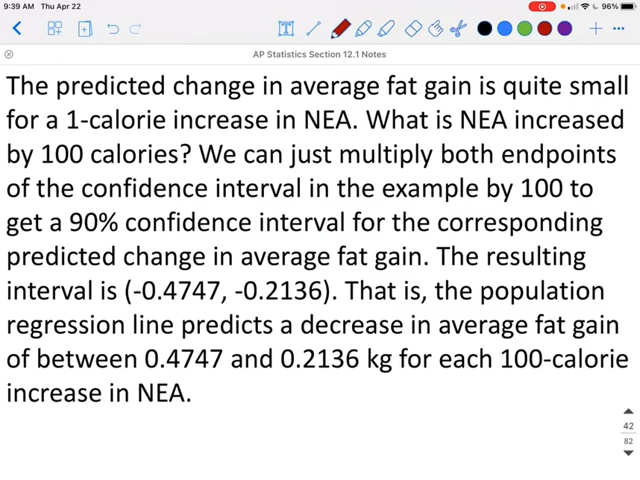 9:39 AM Thu Apr 22
96%
AP Statistics Section 12.1 Notes
The predicted change in average fat gain is quite small
for a 1-calorie increase in NEA. What is NEA increased
by 100 calories? We can just multiply both endpoints
of the confidence interval in the example by 100 to
get a 90% confidence interval for the corresponding
predicted change in average fat gain. The resulting
interval is (-0.4747, -0.2136). That is, the population
regression line predicts a decrease in average fat gain
of between 0.4747 and 0.2136 kg for each 100-calorie
increase in NEA.
42
82